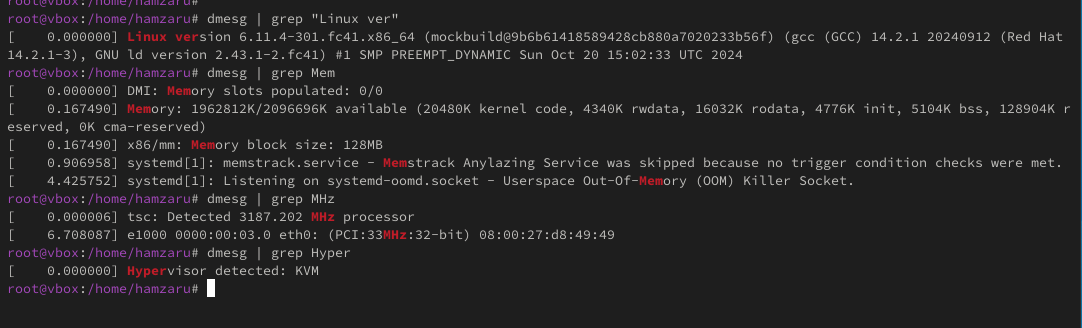 root@vbox:/home/hamzaru#
root@vbox:/home/hamzaru# dmesg | grep "Linux ver"
[    0.000000] Linux version 6.11.4-301.fc41.x86_64 (mockbuild@9b6b61418589428cb880a7020233b56f) (gcc (GCC) 14.2.1 20240912 (Red Hat
14.2.1-3), GNU ld version 2.43.1-2.fc41) #1 SMP PREEMPT_DYNAMIC Sun Oct 20 15:02:33 UTC 2024
root@vbox:/home/hamzaru# dmesg | grep Mem
[    0.000000] DMI: Memory slots populated: 0/0
[    0.167490] Memory: 1962812K/2096696K available (20480K kernel code, 4340K rwdata, 16032K rodata, 4776K init, 5104K bss, 128904K r
eserved, 0K cma-reserved)
[    0.167490] x86/mm: Memory block size: 128MB
[    0.906958] systemd[1]: memstrack.service - Memstrack Anylazing Service was skipped because no trigger condition checks were met.
[    4.425752] systemd[1]: Listening on systemd-oomd.socket - Userspace Out-Of-Memory (OOM) Killer Socket.
root@vbox:/home/hamzaru# dmesg | grep MHz
[    0.000006] tsc: Detected 3187.202 MHz processor
[    6.708087] e1000 0000:00:03.0 eth0: (PCI:33MHz:32-bit) 08:00:27:d8:49:49
root@vbox:/home/hamzaru# dmesg | grep Hyper
[    0.000000] Hypervisor detected: KVM
root@vbox:/home/hamzaru#